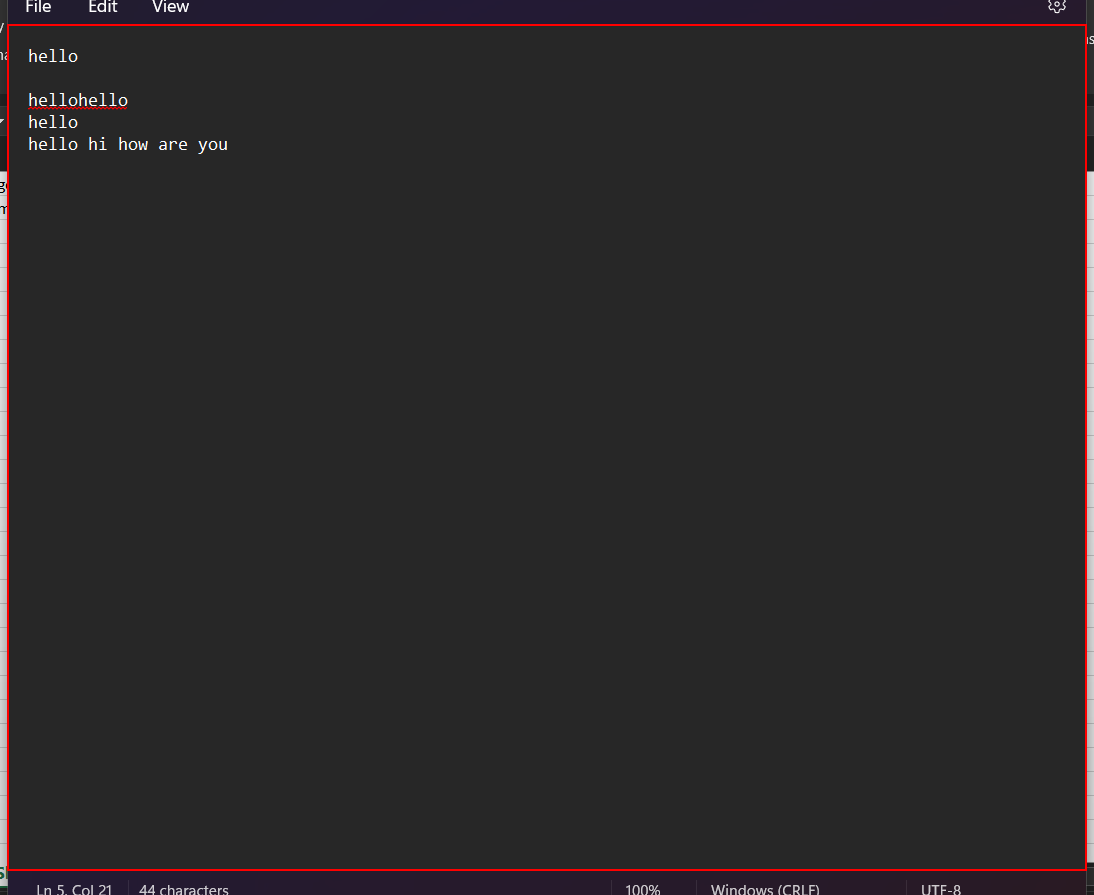 File Edit View
hello
hellohello
hello
hello hi how are you
Ln 5, Col 21 44 characters 100% Windows (CRLF) UTF-8